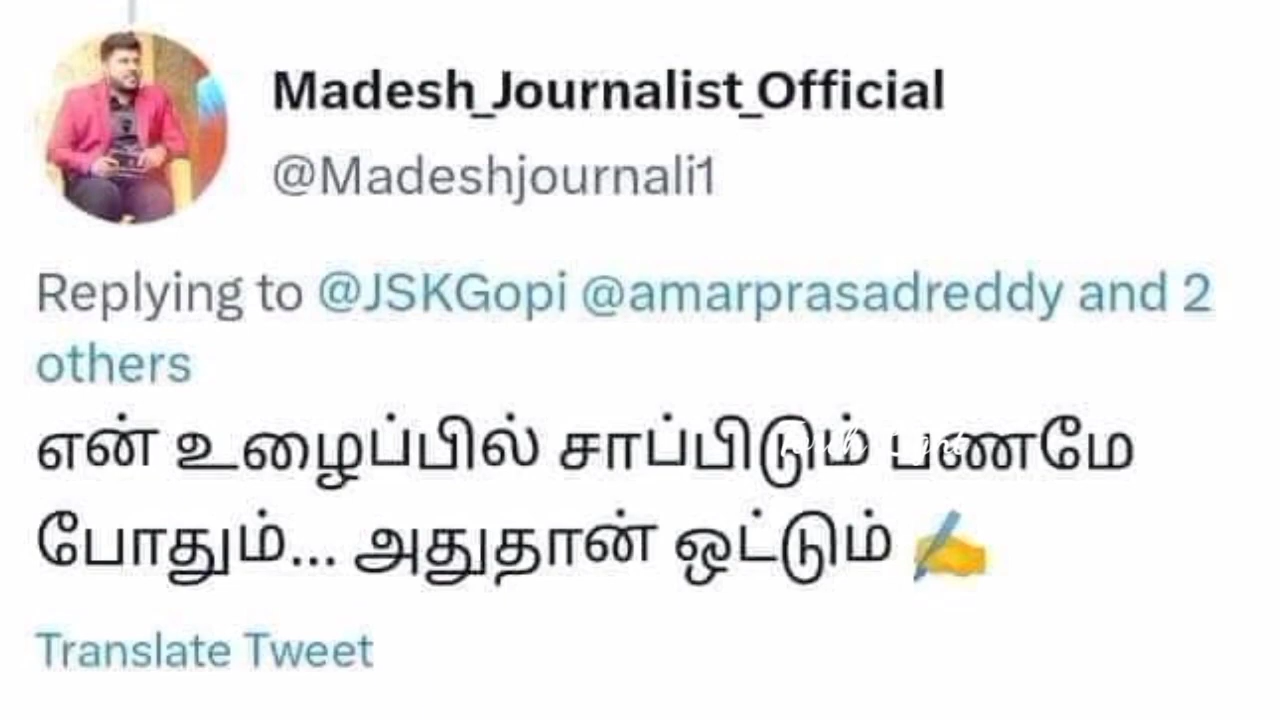 Madesh_Journalist_Official
@Madeshjournali1
Replying to @JSKGopi @amarprasadreddy and 2
others
என் உழைப்பில் சாப்பிடும் பணமே
போதும்... அதுதான் ஒட்டும் ✍️
Translate Tweet